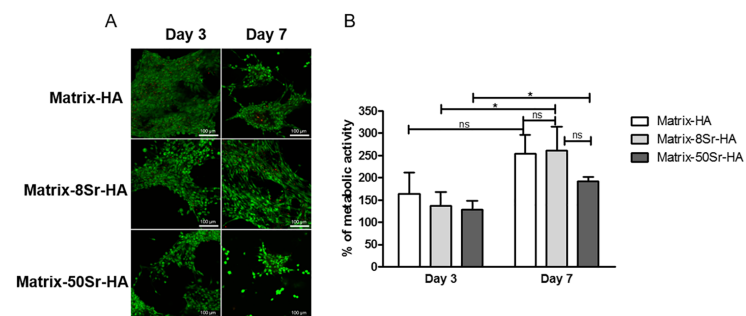 A
Day 3 Day 7
Matrix-HA
100 µm 100 µm
Matrix-8Sr-HA
100 µm 100 µm
Matrix-50Sr-HA
100 µm 100 µm
B
*
*
ns ns
ns
350
300
250
200
150
100
50
0
% of metabolic activity
Day 3 Day 7
Matrix-HA
Matrix-8Sr-HA
Matrix-50Sr-HA